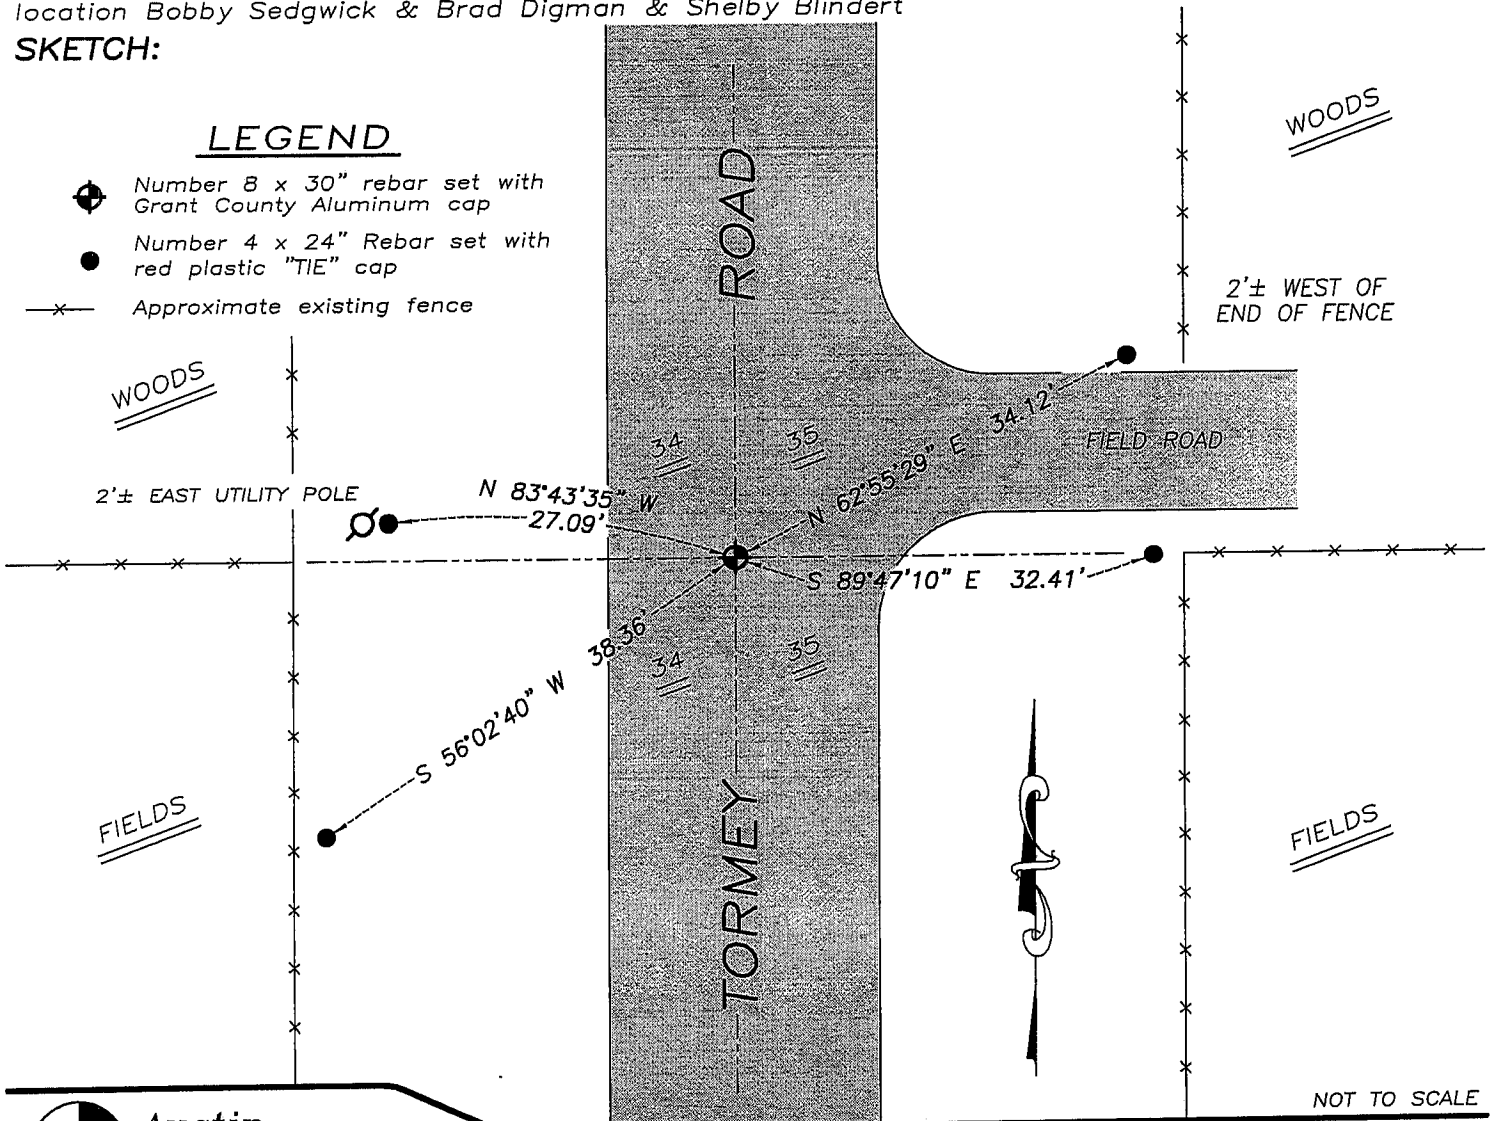 location Bobby Sedgwick & Brad Digman & Shelby Blindert
SKETCH:
LEGEND
Number 8 x 30" rebar set with
Grant County Aluminum cap
Number 4 x 24" Rebar set with
red plastic "TIE" cap
Approximate existing fence
ROAD
WOODS
2'± WEST OF
END OF FENCE
WOODS
34
35
N 62°55'29" E 34.12'
FIELD ROAD
2'± EAST UTILITY POLE
N 83°43'35" W
27.09'
S 89°47'10" E 32.41'
S 56°02'40" W 38.36'
34
35
TORMEY
FIELDS
FIELDS
NOT TO SCALE
Austin